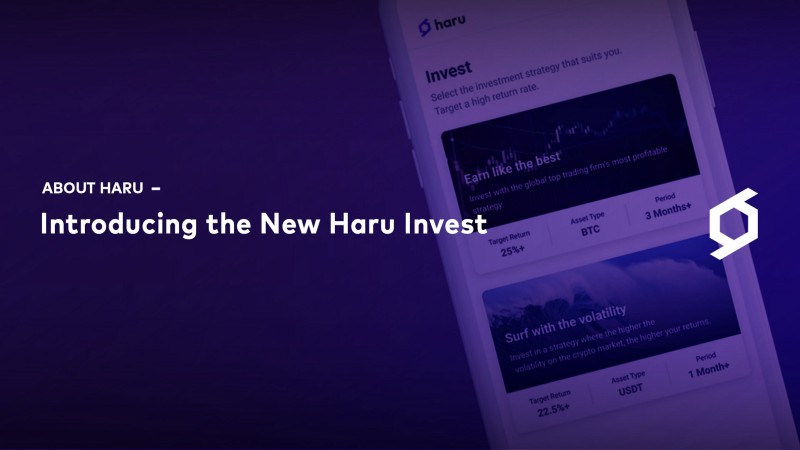 ABOUT HARU –
Introducing the New Haru Invest
haru
Invest
Select the investment strategy that suits you.
Target a high return rate.
Earn like the best
Invest with the global top trading firm's most profitable
strategy.
Target Return
Asset Type
Period
25%+
BTC
3 Months+
Surf with the volatility
Invest in a strategy where the higher the
volatility on the crypto market, the higher your returns.
Target Return
Asset Type
Period
22.5%+
USDT
1 Month+